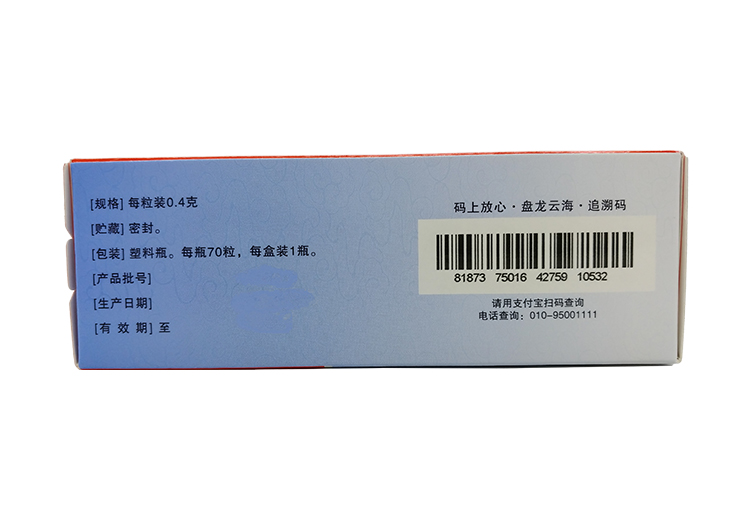 [规格] 每粒装0.4克
[贮藏] 密封。
[包装] 塑料瓶。每瓶70粒，每盒装1瓶。
[产品批号]
[生产日期]
[有 效 期] 至
码上放心·盘龙云海·追溯码
81873 75016 42759 10532
请用支付宝扫码查询
电话查询：010-95001111